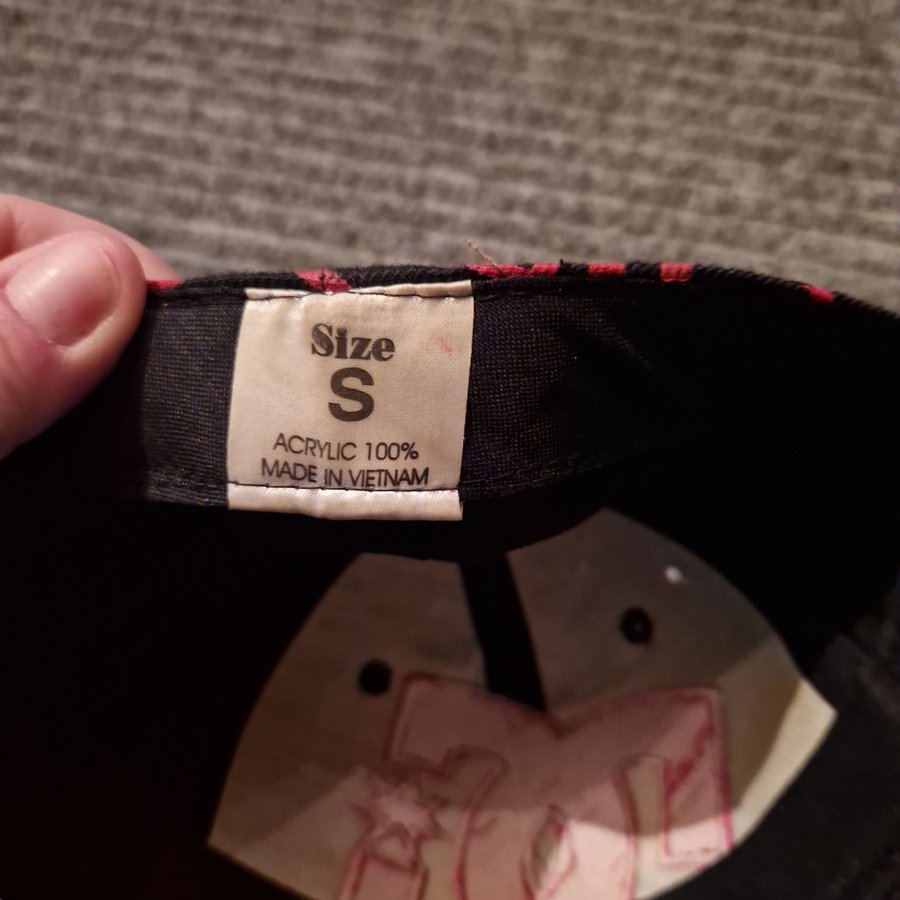 Size
S
ACRYLIC 100%
MADE IN VIETNAM